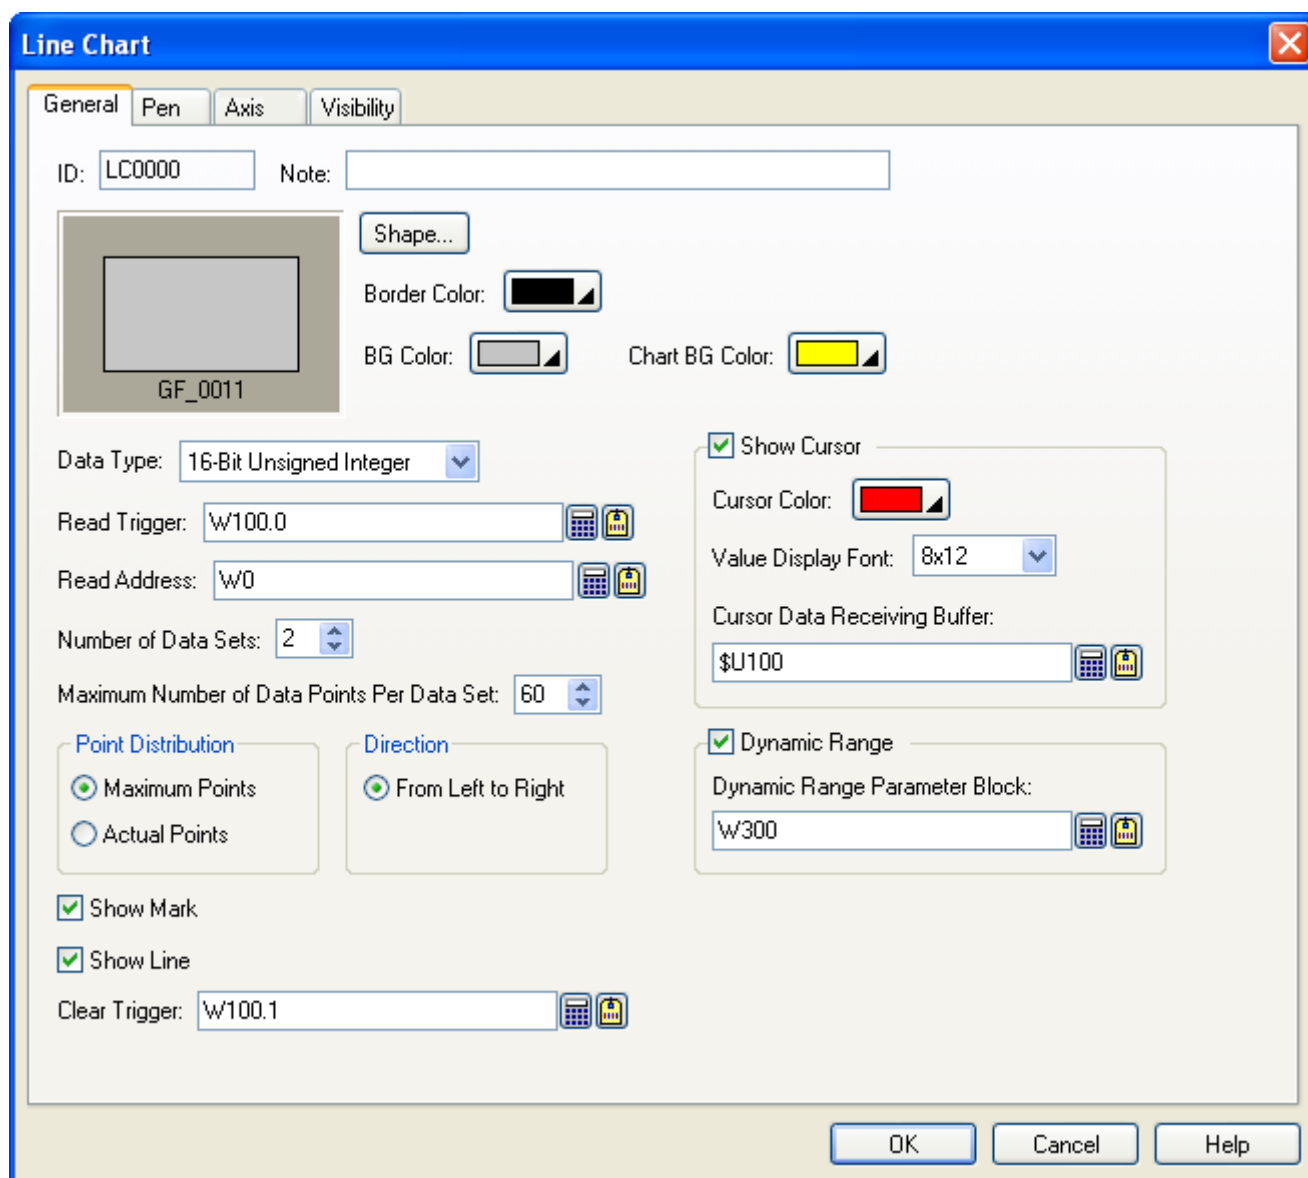 Line Chart
General Pen Axis Visibility
ID: LC0000 Note:
Shape...
Border Color:
BG Color: Chart BG Color:
GF_0011
Data Type: 16-Bit Unsigned Integer
Read Trigger: W100.0
Read Address: W0
Number of Data Sets: 2
Maximum Number of Data Points Per Data Set: 60
Point Distribution
Maximum Points
Actual Points
Direction
From Left to Right
Show Mark
Show Line
Clear Trigger: W100.1
Show Cursor
Cursor Color:
Value Display Font: 8x12
Cursor Data Receiving Buffer:
$U100
Dynamic Range
Dynamic Range Parameter Block:
W300
OK Cancel Help